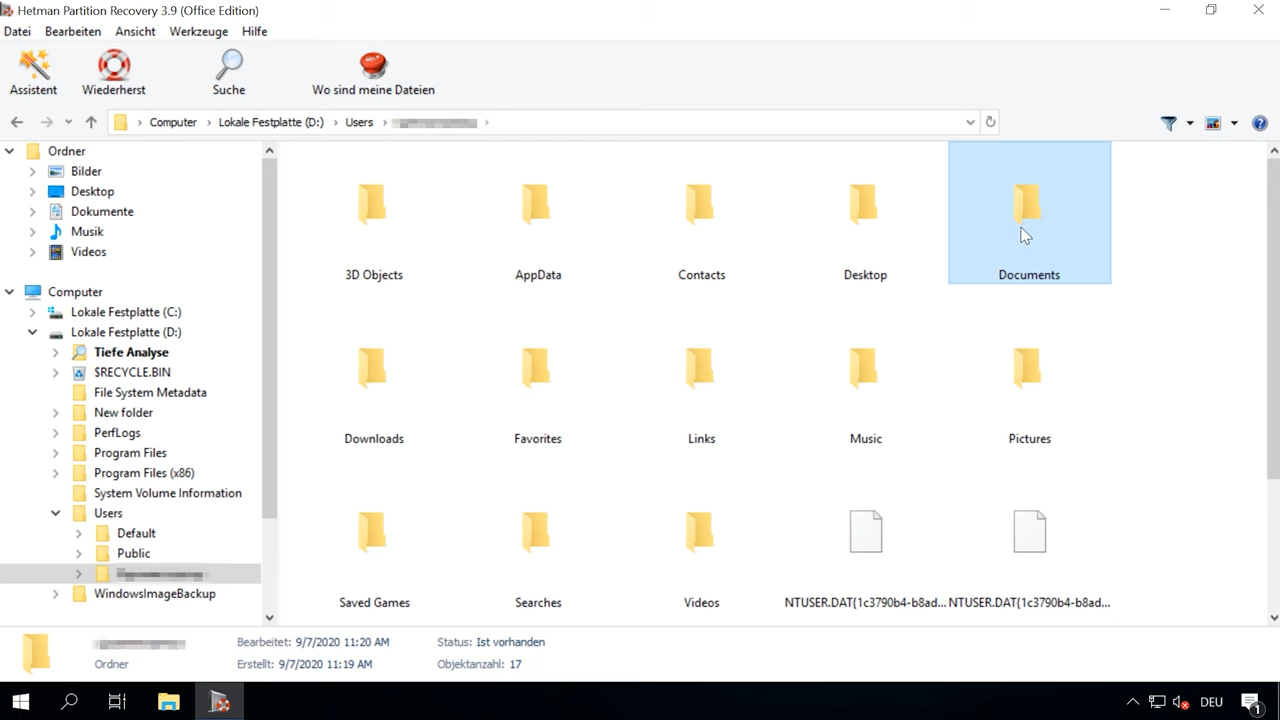 Hetman Partition Recovery 3.9 (Office Edition)
Datei Bearbeiten Ansicht Werkzeuge Hilfe
HELP
Assistent Wiederherst Suche Wo sind meine Dateien
Computer Lokale Festplatte (D:) Users
Ordner
Bilder
Desktop
Dokumente
Musik
Videos
Computer
Lokale Festplatte (C:)
Lokale Festplatte (D:)
Tiefe Analyse
$RECYCLE.BIN
File System Metadata
New folder
PerfLogs
Program Files
Program Files (x86)
System Volume Information
Users
Default
Public
WindowsImageBackup
3D Objects AppData Contacts Desktop Documents
Downloads Favorites Links Music Pictures
Saved Games Searches Videos NTUSER.DAT{1c3790b4-b8ad... NTUSER.DAT{1c3790b4-b8ad...
Bearbeitet: 9/7/2020 11:20 AM Status: Ist vorhanden
Ordner Erstellt: 9/7/2020 11:19 AM Objektanzahl: 17
DEU 1